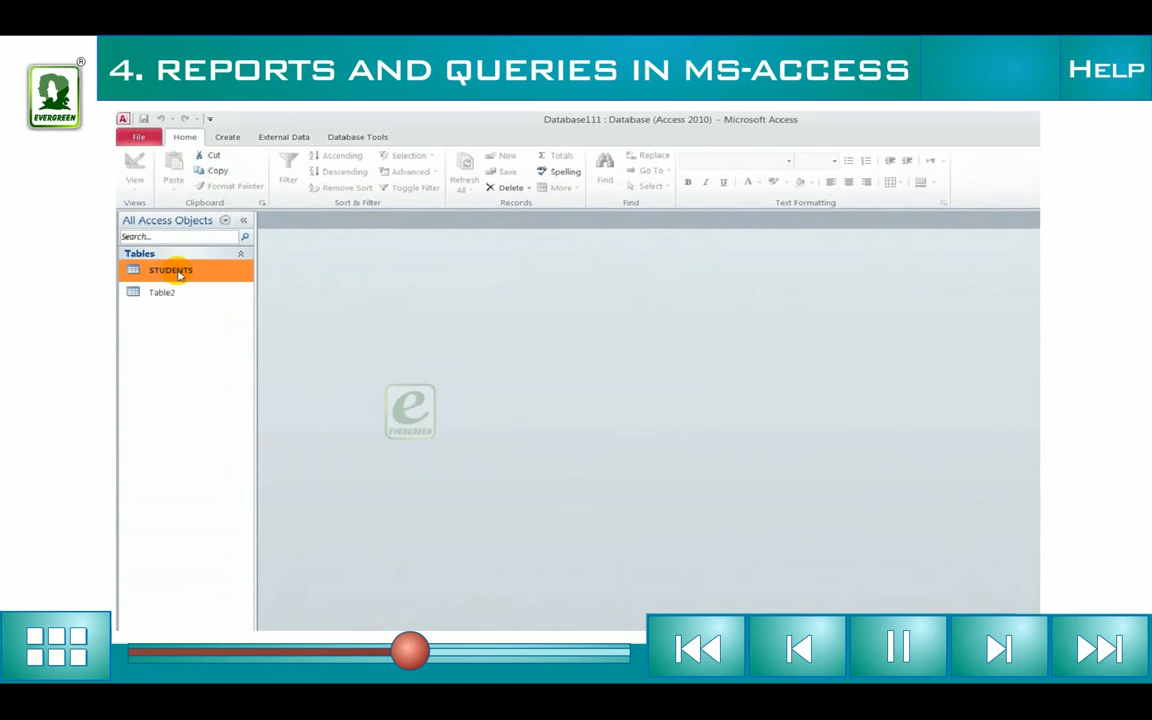 4. REPORTS AND QUERIES IN MS-ACCESS
HELP
®
EVERGREEN
A
Database111 : Database (Access 2010) - Microsoft Access
File Home Create External Data Database Tools
View
Views
Paste
Cut
Copy
Format Painter
Clipboard
Filter
Ascending
Descending
Remove Sort
Selection
Advanced
Toggle Filter
Sort & Filter
Refresh
All
New
Save
Delete
Totals
Spelling
More
Records
Find
Replace
Go To
Select
Find
B I U A
Text Formatting
All Access Objects
Search...
Tables
STUDENTS
Table2
e
EVERGREEN